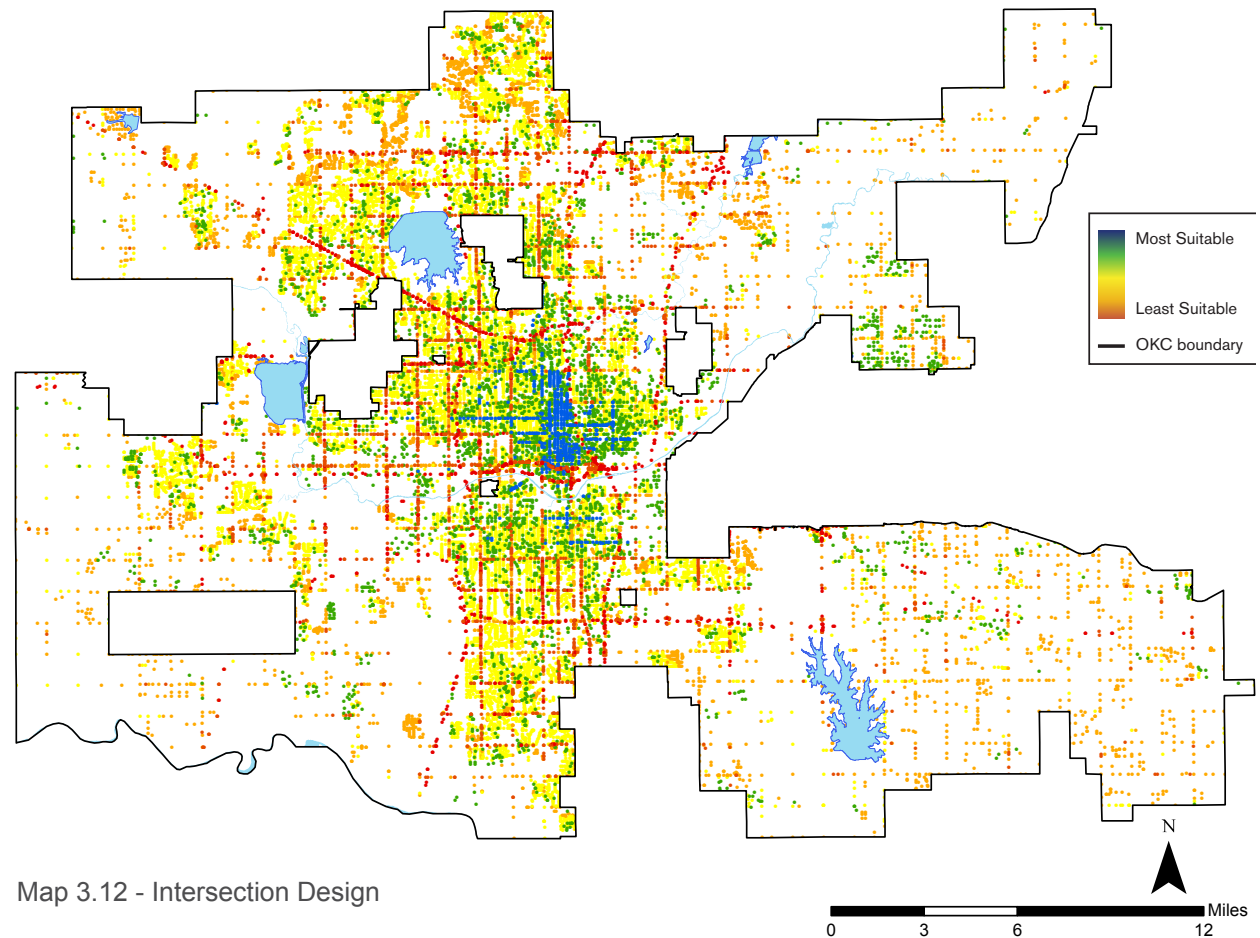 Most Suitable
Least Suitable
OKC boundary
N
Map 3.12 - Intersection Design
Miles
0 3 6 12